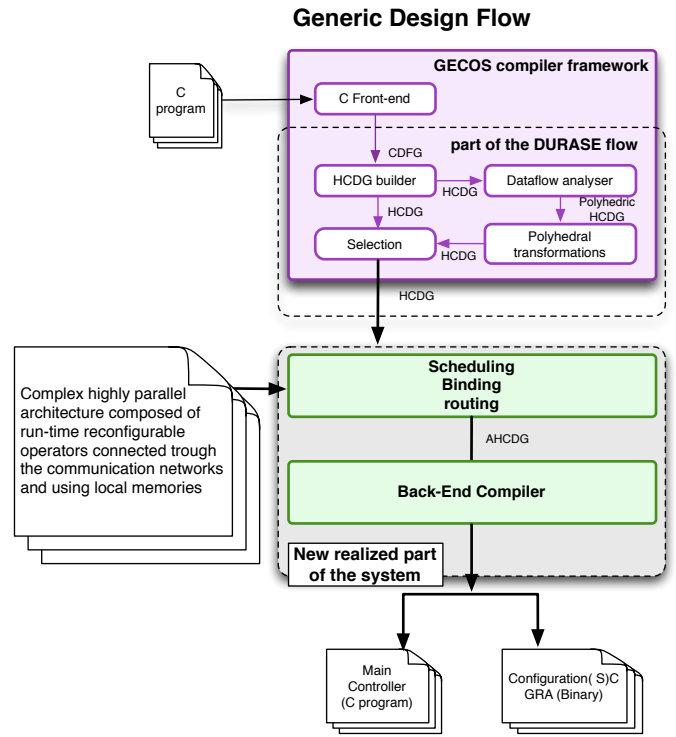 Generic Design Flow
GECOS compiler framework
C
program
C Front-end
part of the DURASE flow
CDFG
HCDG builder
HCDG
Dataflow analyser
HCDG
Polyhedric
HCDG
Selection
HCDG
Polyhedral
transformations
HCDG
Complex highly parallel
architecture composed of
run-time reconfigurable
operators connected trough
the communication networks
and using local memories
Scheduling
Binding
routing
AHCDG
Back-End Compiler
New realized part
of the system
Main
Controller
(C program)
Configuration( S)C
GRA (Binary)